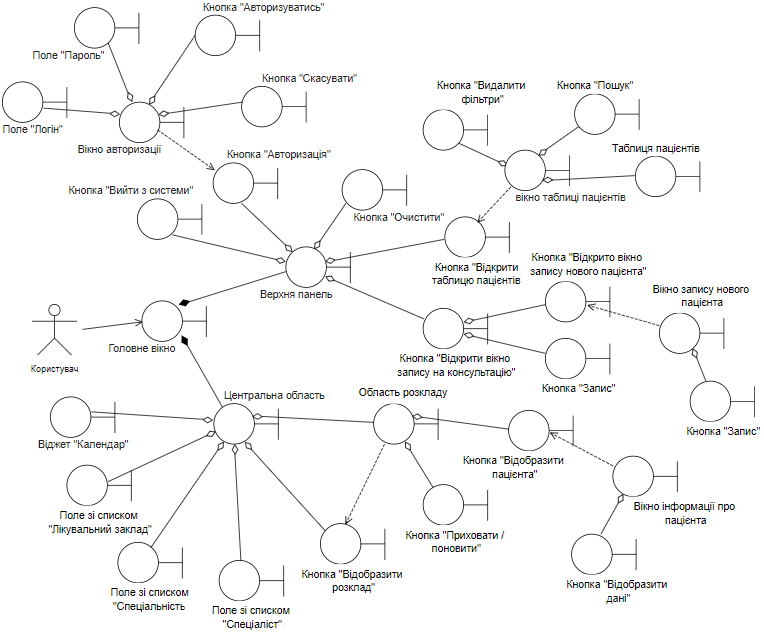 Кнопка "Авторизуватись"
Поле "Пароль"
Кнопка "Скасувати"
Поле "Логін"
Вікно авторизації
Кнопка "Видалити
фільтри"
Кнопка "Пошук"
Таблиця пацієнтів
вікно таблиці пацієнтів
Кнопка "Авторизація"
Кнопка "Вийти з системи"
Кнопка "Очистити"
Кнопка "Відкрити
таблицю пацієнтів
Верхня панель
Кнопка "Відкрито вікно
запису нового пацієнта"
Вікно запису нового
пацієнта
Користувач
Головне вікно
Кнопка "Відкрити вікно
запису на консультацію"
Кнопка "Запис"
Кнопка "Запис"
Центральна область
Область розкладу
Віджет "Календар"
Кнопка "Відобразити
пацієнта"
Поле зі списком
"Лікувальний заклад"
Вікно інформації про
пацієнта
Кнопка "Приховати /
поновити"
Кнопка "Відобразити
розклад"
Поле зі списком
"Спеціальність
Поле зі списком
"Спеціаліст"
Кнопка "Відобразити
дані"